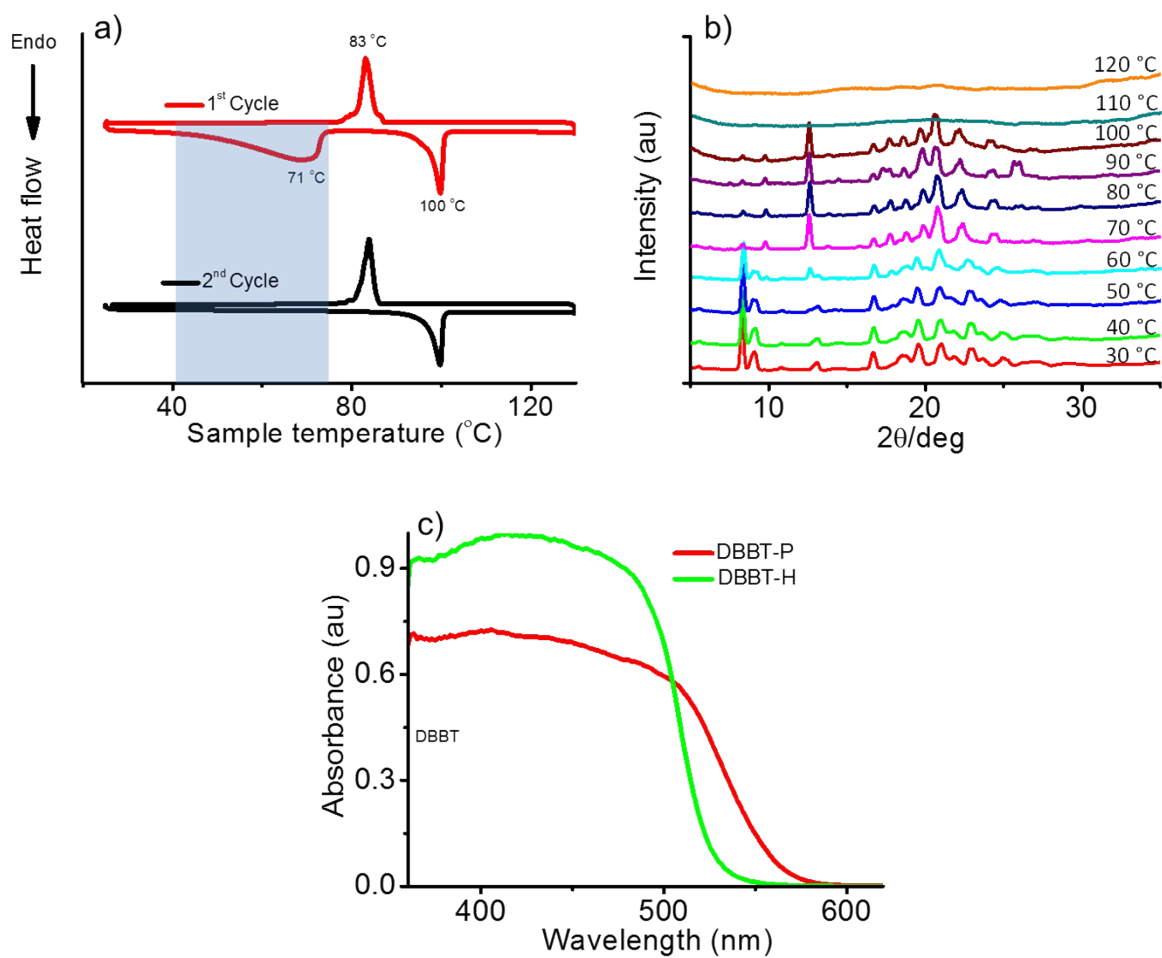 a)
Endo
Heat flow
83 °C
1st Cycle
71 °C
100 °C
2nd Cycle
40
80
120
Sample temperature (°C)
b)
Intensity (au)
120 °C
110 °C
100 °C
90 °C
80 °C
70 °C
60 °C
50 °C
40 °C
30 °C
10
20
30
2θ/deg
c)
Absorbance (au)
0.9
0.6
0.3
0.0
DBBT-P
DBBT-H
DBBT
400
500
600
Wavelength (nm)